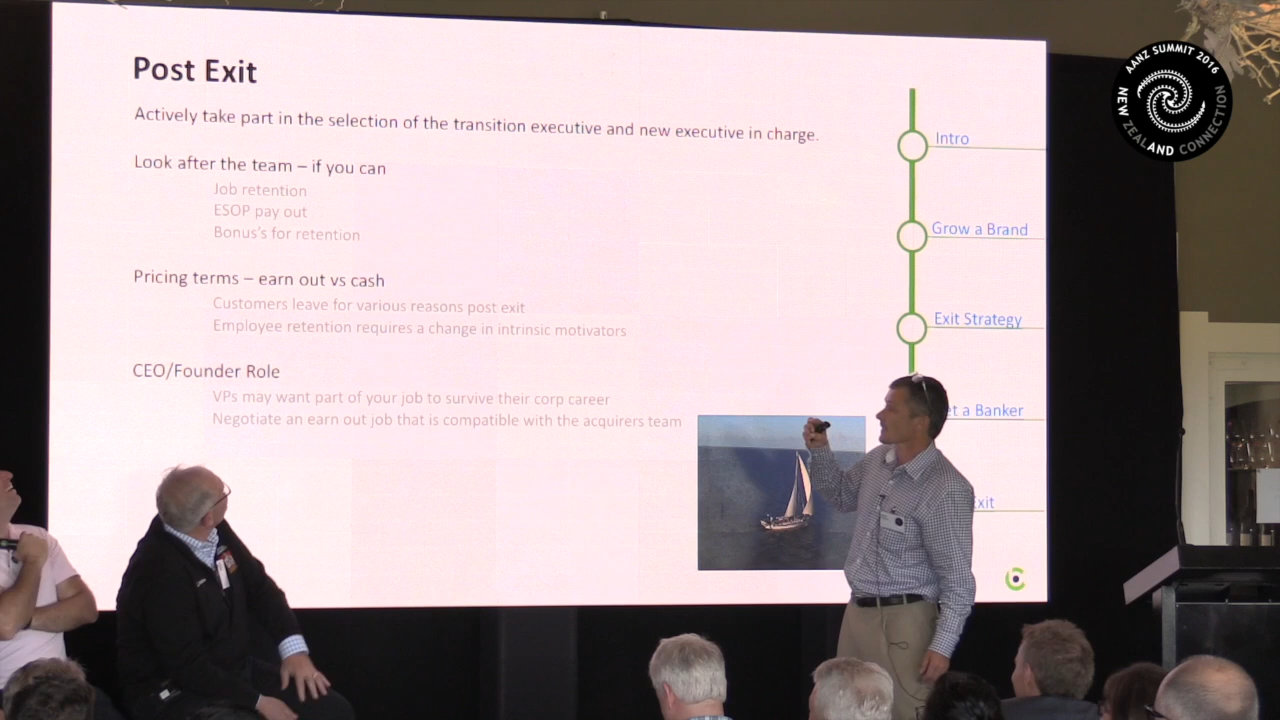 Post Exit
Actively take part in the selection of the transition executive and new executive in charge.
Look after the team – if you can
Job retention
ESOP pay out
Bonus's for retention
Pricing terms – earn out vs cash
Customers leave for various reasons post exit
Employee retention requires a change in intrinsic motivators
CEO/Founder Role
VPs may want part of your job to survive their corp career
Negotiate an earn out job that is compatible with the acquirers team
Intro
Grow a Brand
Exit Strategy
a Banker
AANZ SUMMIT 2016
NEW ZEALAND CONNECTION